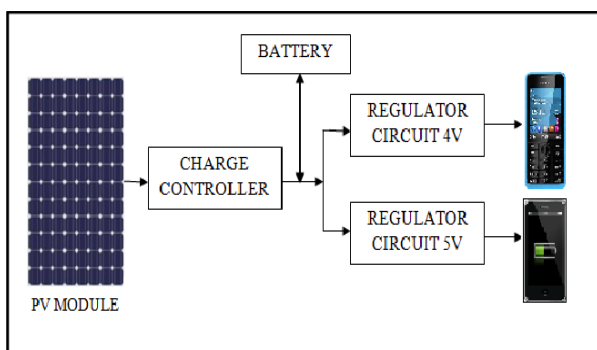 BATTERY
REGULATOR
CIRCUIT 4V
CHARGE
CONTROLLER
REGULATOR
CIRCUIT 5V
PV MODULE